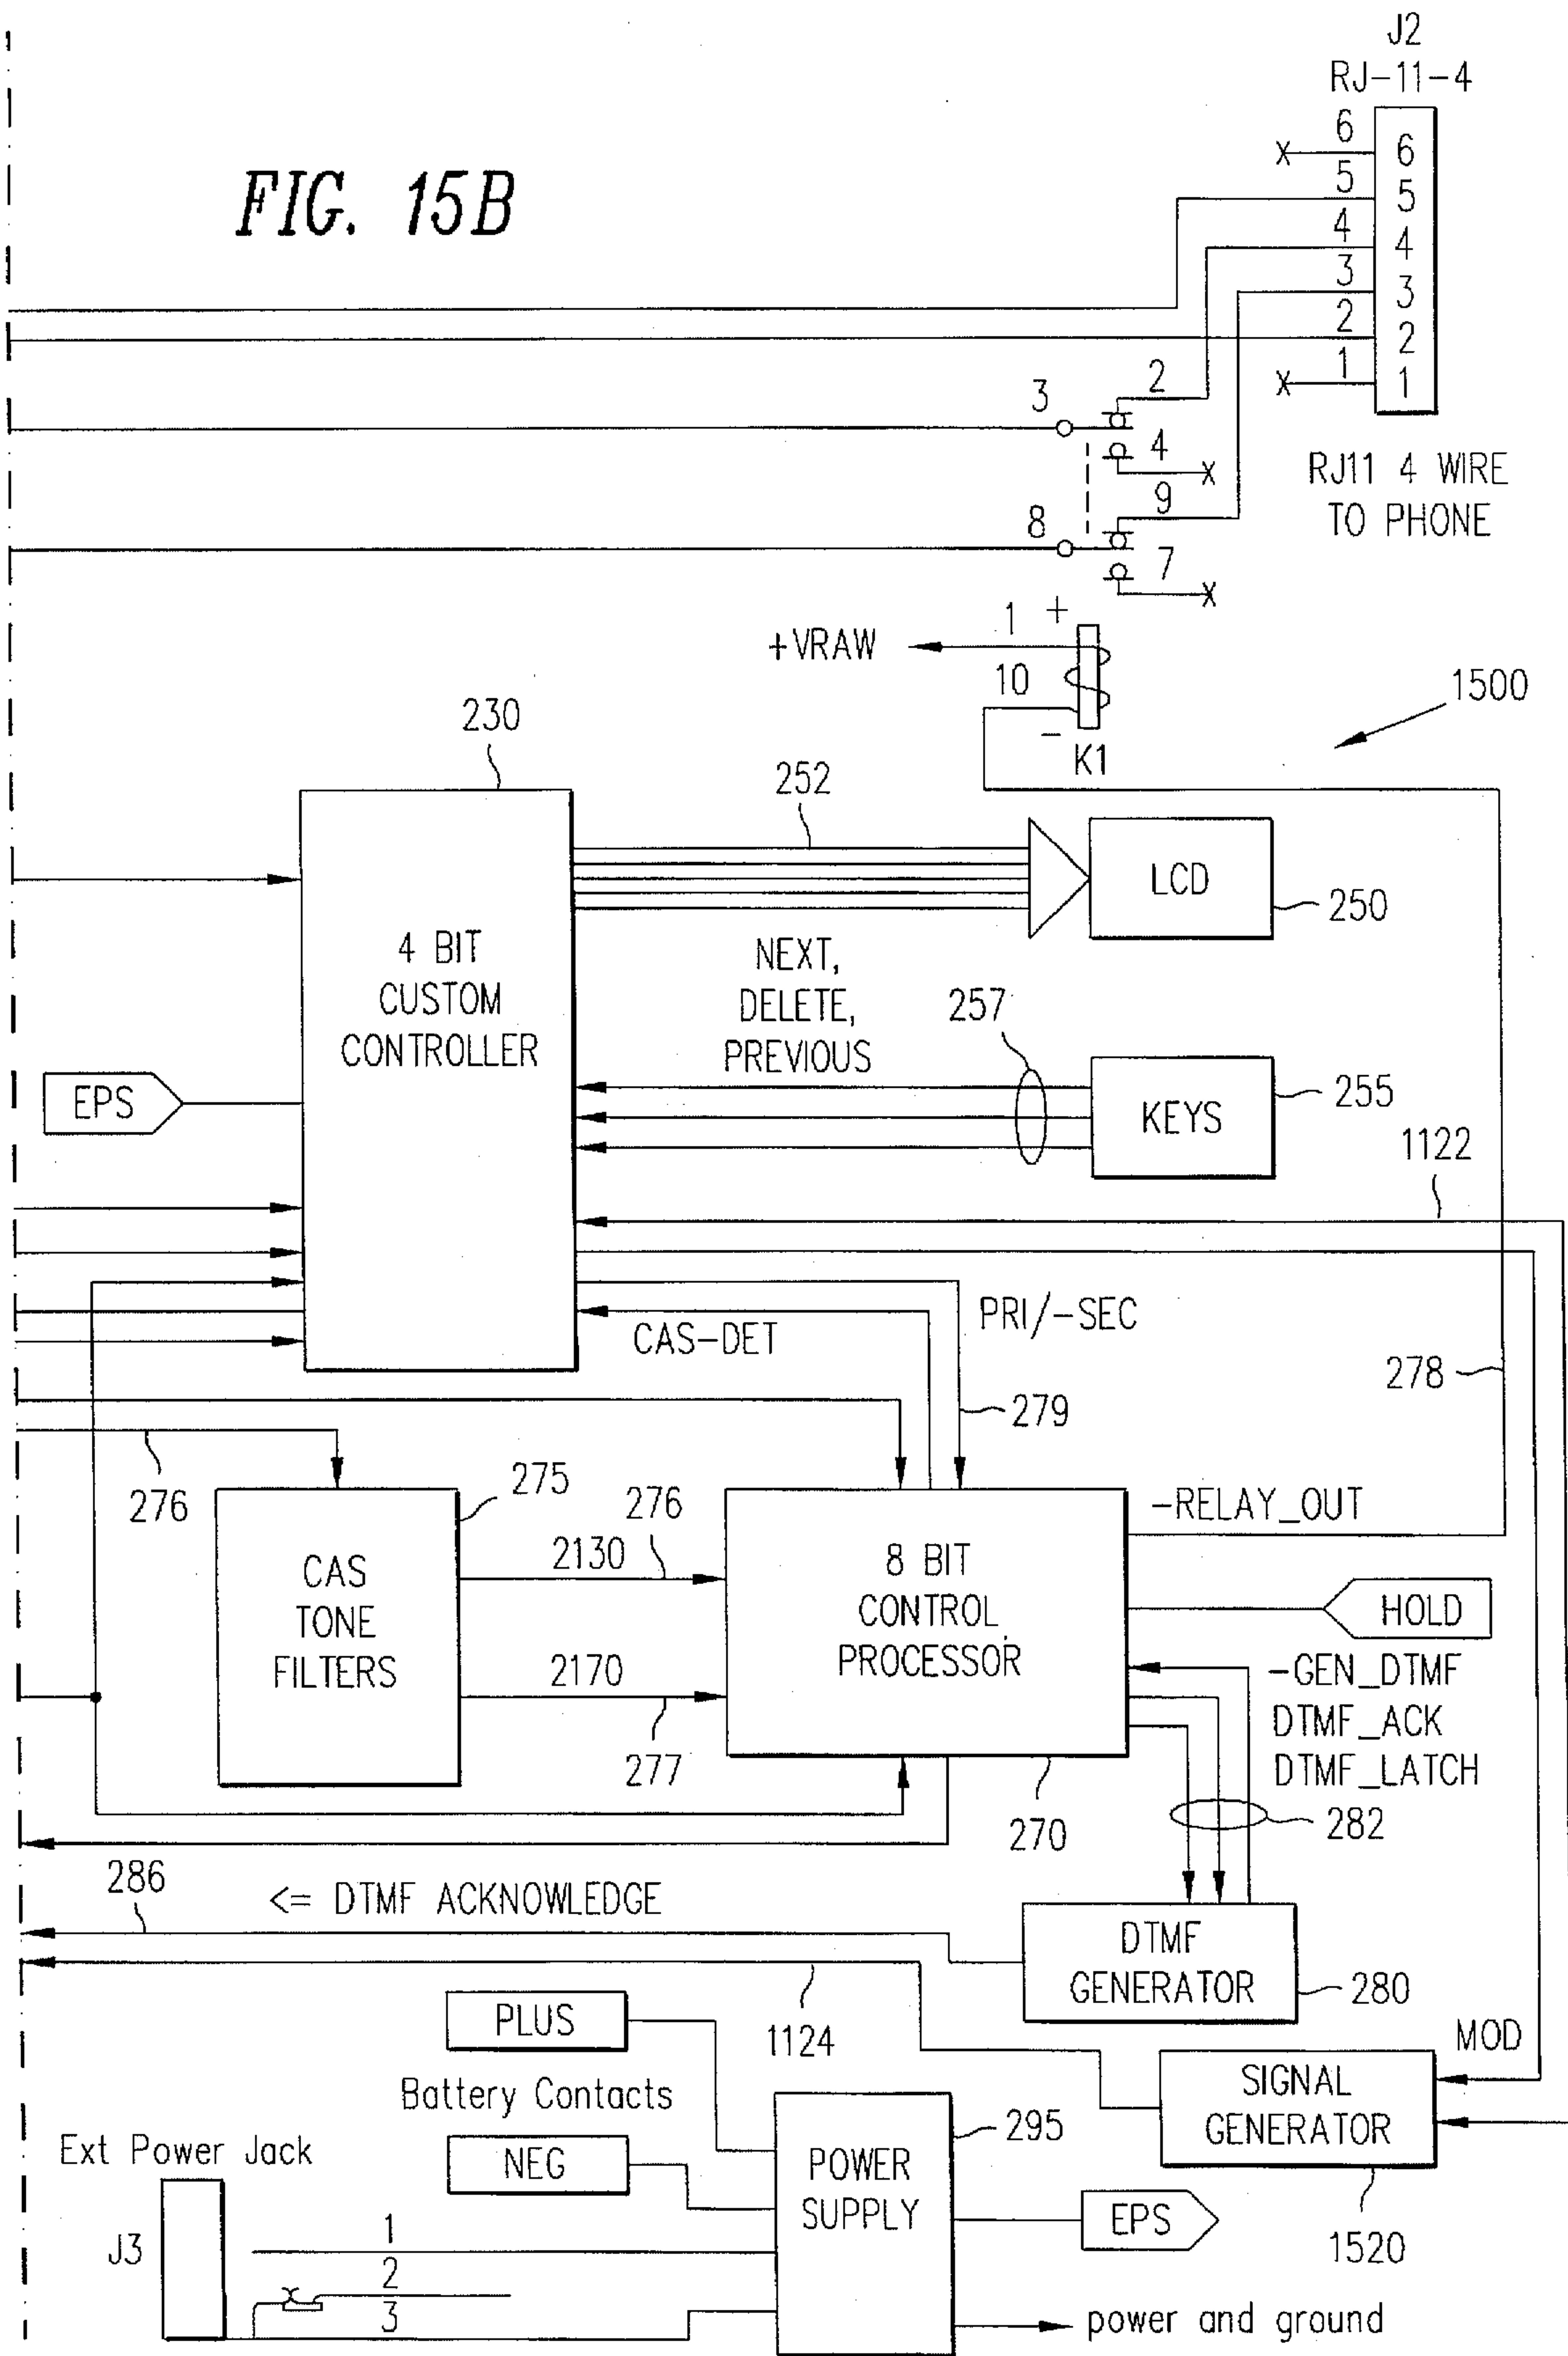 J2
RJ-11-4
FIG. 15B
6 6
5 5
4 4
3 3
2 2
1 1
RJ11 4 WIRE
TO PHONE
3
2
4
8
9
7
+VRAW
1 +
10
-
K1
1500
230
252
4 BIT
CUSTOM
CONTROLLER
LCD
250
NEXT,
DELETE,
PREVIOUS
257
KEYS
255
EPS
1122
PRI/-SEC
CAS-DET
278
279
276
275
CAS
TONE
FILTERS
2130
276
2170
277
8 BIT
CONTROL
PROCESSOR
270
-RELAY_OUT
HOLD
-GEN_DTMF
DTMF_ACK
DTMF_LATCH
282
286
<= DTMF ACKNOWLEDGE
DTMF
GENERATOR
280
1124
MOD
SIGNAL
GENERATOR
1520
PLUS
Battery Contacts
NEG
Ext Power Jack
J3
1
2
3
POWER
SUPPLY
295
EPS
power and ground